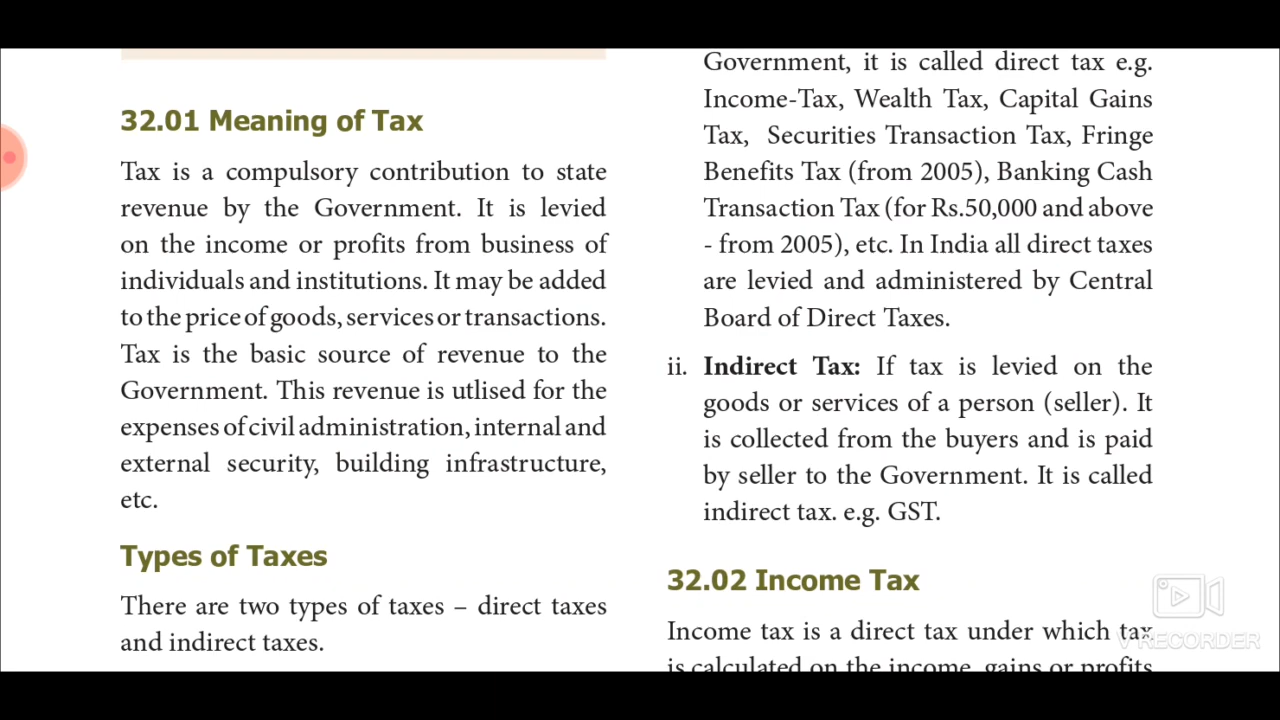 32.01 Meaning of Tax
Tax is a compulsory contribution to state
revenue by the Government. It is levied
on the income or profits from business of
individuals and institutions. It may be added
to the price of goods, services or transactions.
Tax is the basic source of revenue to the
Government. This revenue is utlised for the
expenses of civil administration, internal and
external security, building infrastructure,
etc.
Types of Taxes
There are two types of taxes – direct taxes
and indirect taxes.
Government, it is called direct tax e.g.
Income-Tax, Wealth Tax, Capital Gains
Tax, Securities Transaction Tax, Fringe
Benefits Tax (from 2005), Banking Cash
Transaction Tax (for Rs.50,000 and above
- from 2005), etc. In India all direct taxes
are levied and administered by Central
Board of Direct Taxes.
ii. Indirect Tax: If tax is levied on the
goods or services of a person (seller). It
is collected from the buyers and is paid
by seller to the Government. It is called
indirect tax. e.g. GST.
32.02 Income Tax
Income tax is a direct tax under which tax
is calculated on the income, gains or profits
V RECORDER